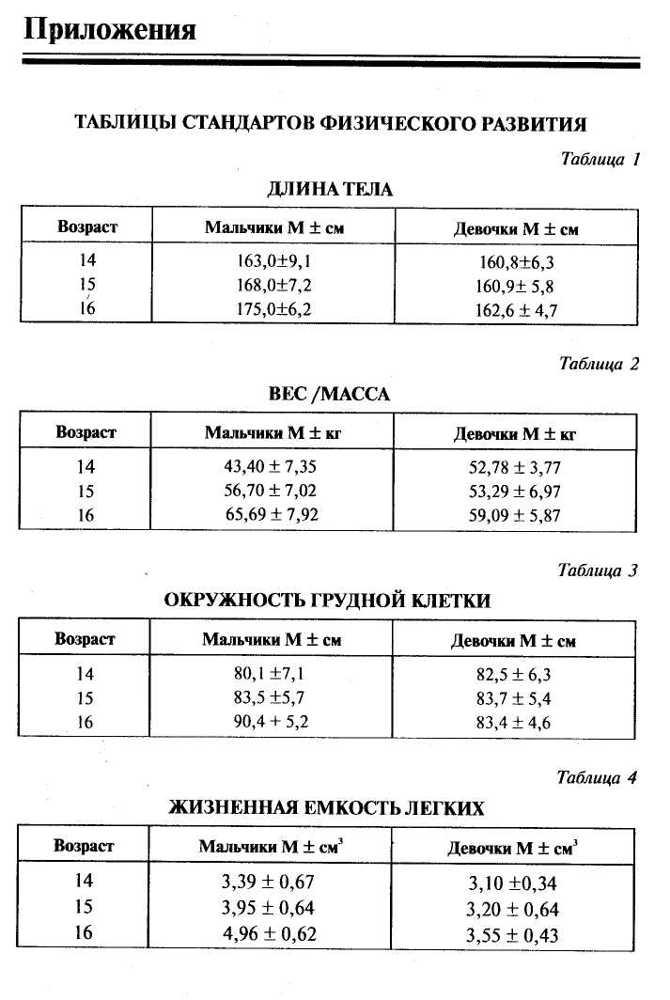 Приложения
ТАБЛИЦЫ СТАНДАРТОВ ФИЗИЧЕСКОГО РАЗВИТИЯ
Таблица 1
ДЛИНА ТЕЛА
Возраст Мальчики М ± см Девочки М ± см
14 163,0±9,1 160,8±6,3
15 168,0±7,2 160,9± 5,8
16 175,0±6,2 162,6 ± 4,7
Таблица 2
ВЕС /МАССА
Возраст Мальчики М ± кг Девочки М ± кг
14 43,40 ± 7,35 52,78 ± 3,77
15 56,70 ± 7,02 53,29 ± 6,97
16 65,69 ± 7,92 59,09 ± 5,87
Таблица 3
ОКРУЖНОСТЬ ГРУДНОЙ КЛЕТКИ
Возраст Мальчики М ± см Девочки М ± см
14 80,1 ±7,1 82,5 ± 6,3
15 83,5 ±5,7 83,7 ± 5,4
16 90,4 + 5,2 83,4 ± 4,6
Таблица 4
ЖИЗНЕННАЯ ЕМКОСТЬ ЛЕГКИХ
Возраст Мальчики М ± см³ Девочки М ± см³
14 3,39 ± 0,67 3,10 ±0,34
15 3,95 ± 0,64 3,20 ± 0,64
16 4,96 ± 0,62 3,55 ± 0,43